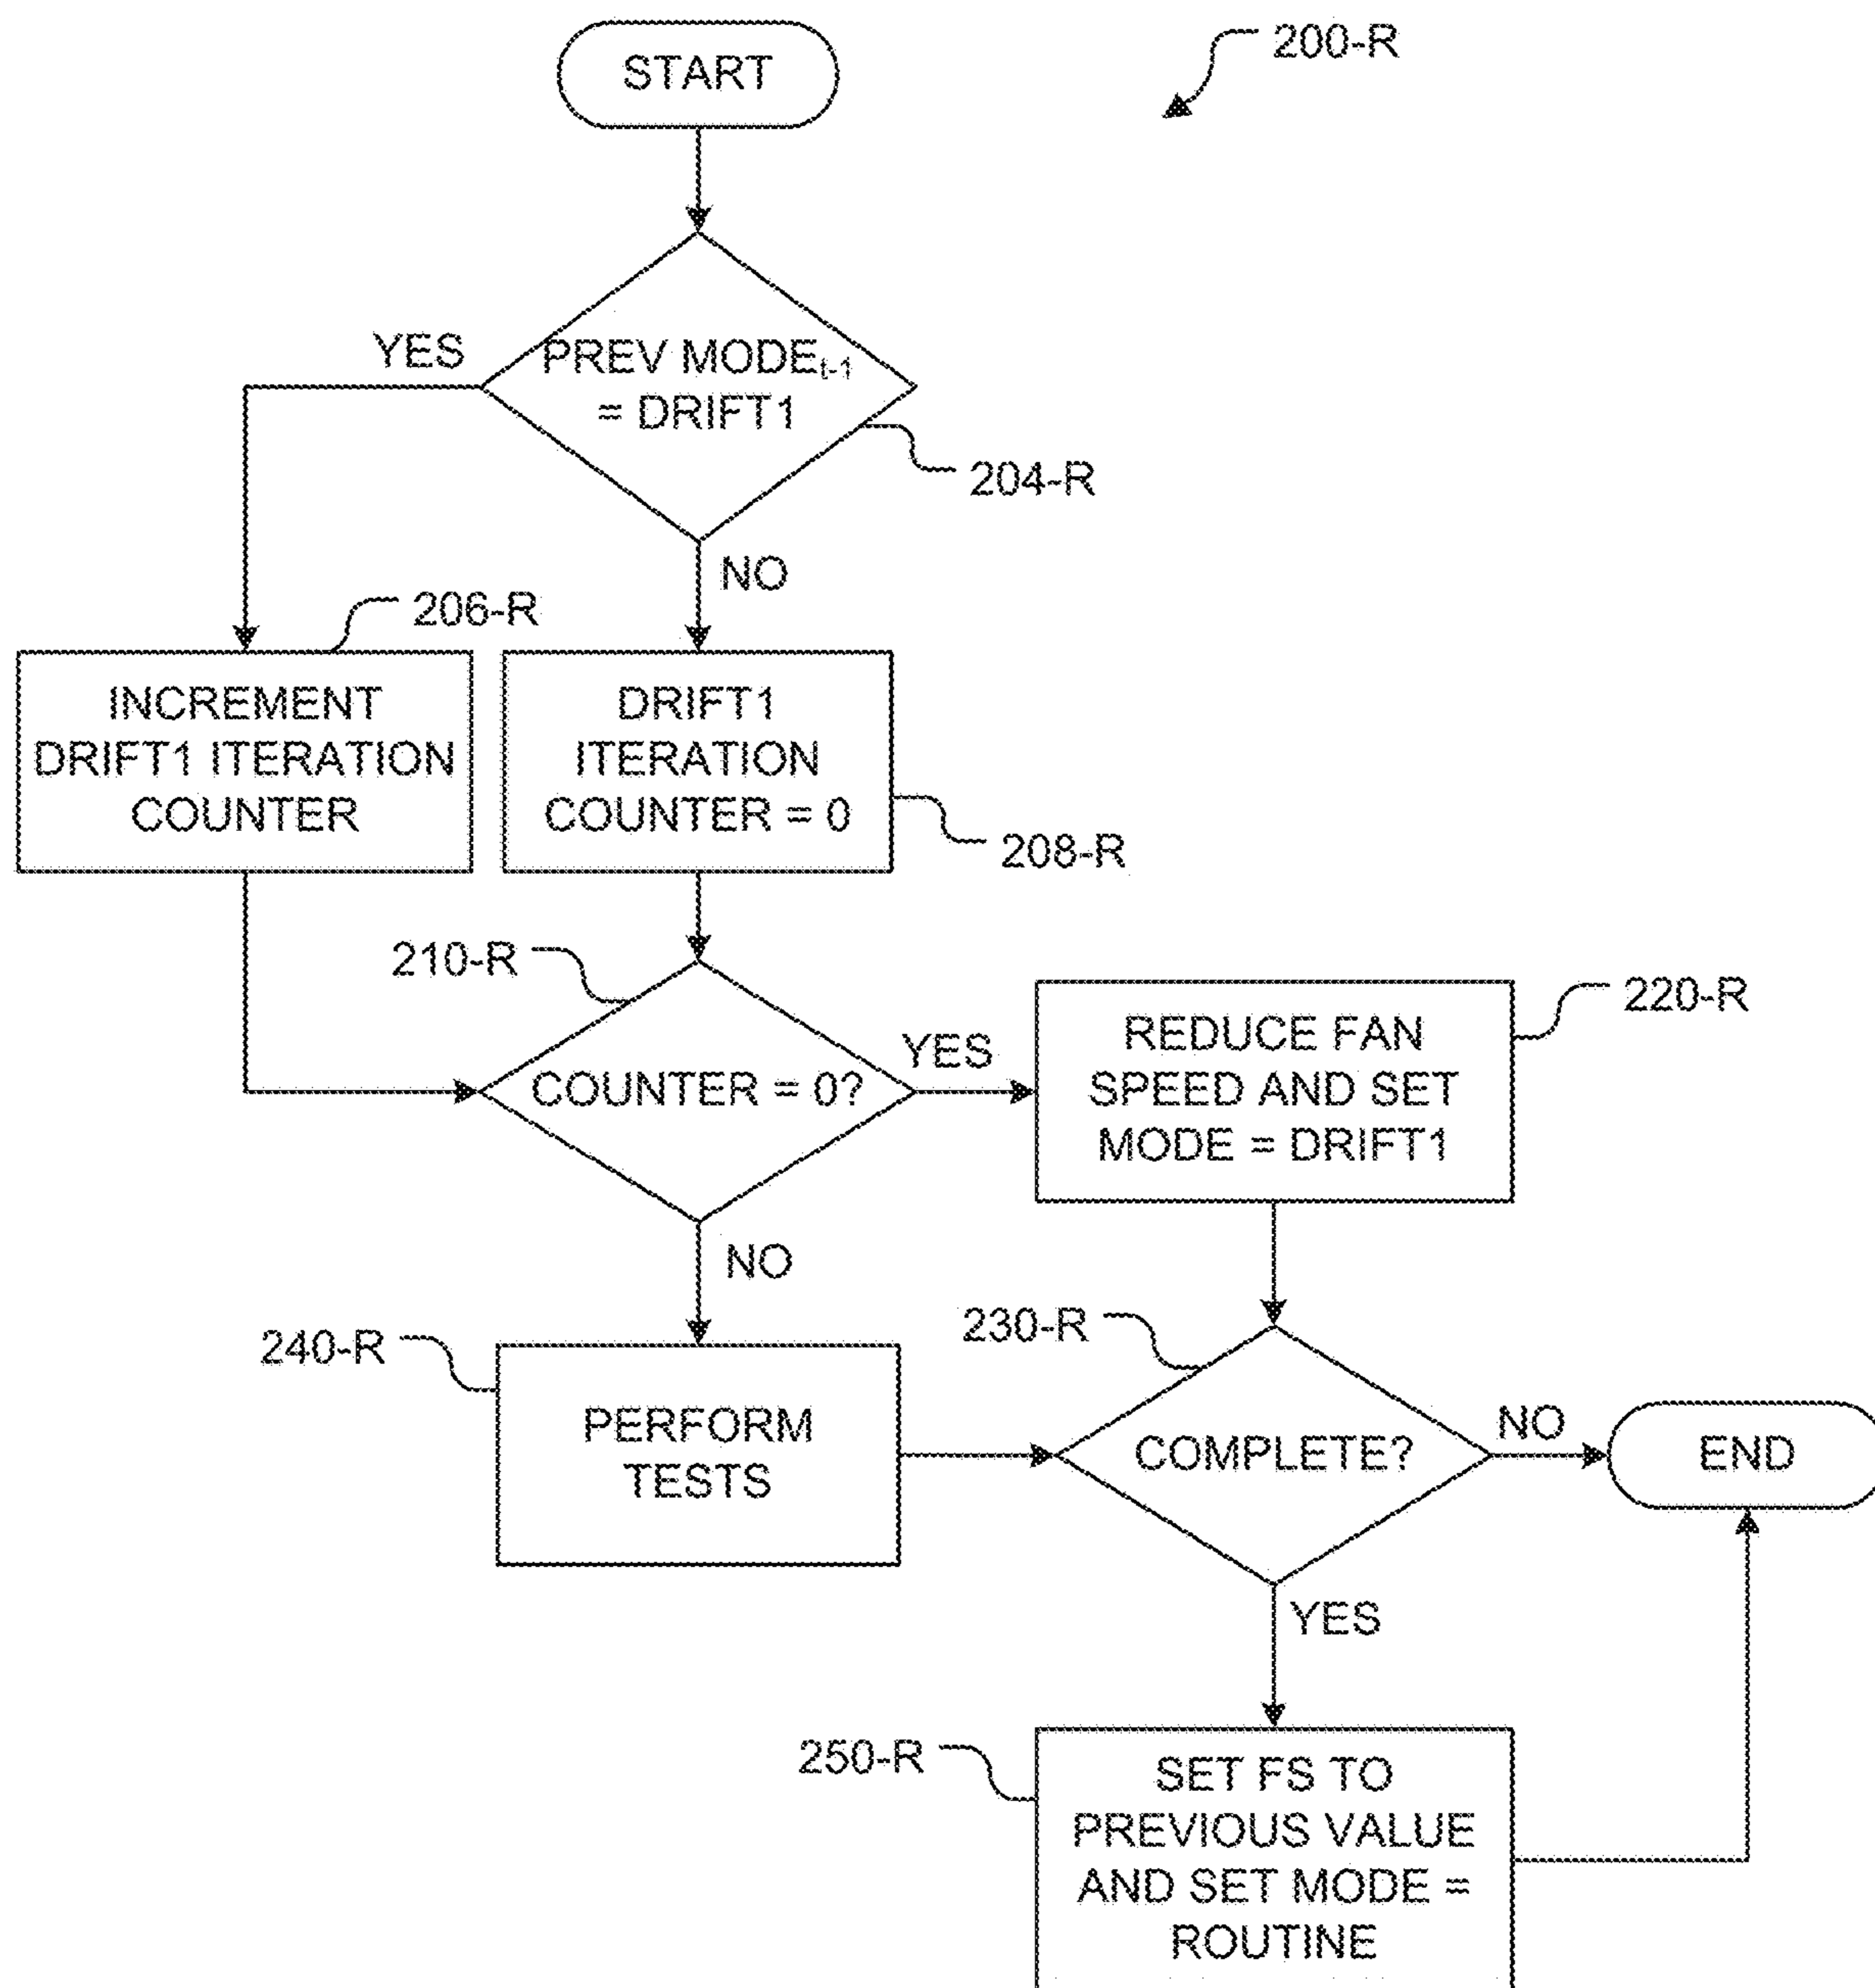 START
200-R
YES
PREV MODEt-1
= DRIFT1
204-R
NO
206-R
INCREMENT
DRIFT1 ITERATION
COUNTER
DRIFT1
ITERATION
COUNTER = 0
208-R
210-R
COUNTER = 0?
YES
REDUCE FAN
SPEED AND SET
MODE = DRIFT1
220-R
NO
240-R
PERFORM
TESTS
230-R
COMPLETE?
NO
END
YES
250-R
SET FS TO
PREVIOUS VALUE
AND SET MODE =
ROUTINE